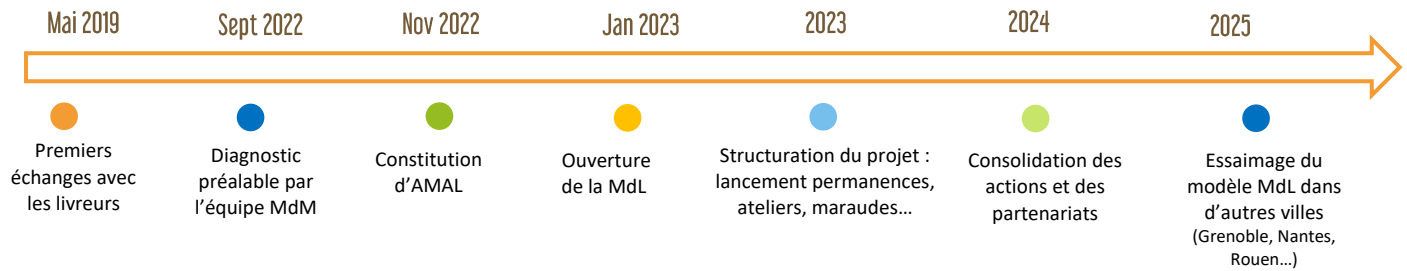 Mai 2019
Sept 2022
Nov 2022
Jan 2023
2023
2024
2025
Premiers
échanges avec
les livreurs
Diagnostic
préalable par
l’équipe MdM
Constitution
d’AMAL
Ouverture
de la MdL
Structuration du projet :
lancement permanences,
ateliers, maraudes…
Consolidation des
actions et des
partenariats
Essaimage du
modèle MdL dans
d’autres villes
(Grenoble, Nantes,
Rouen…)